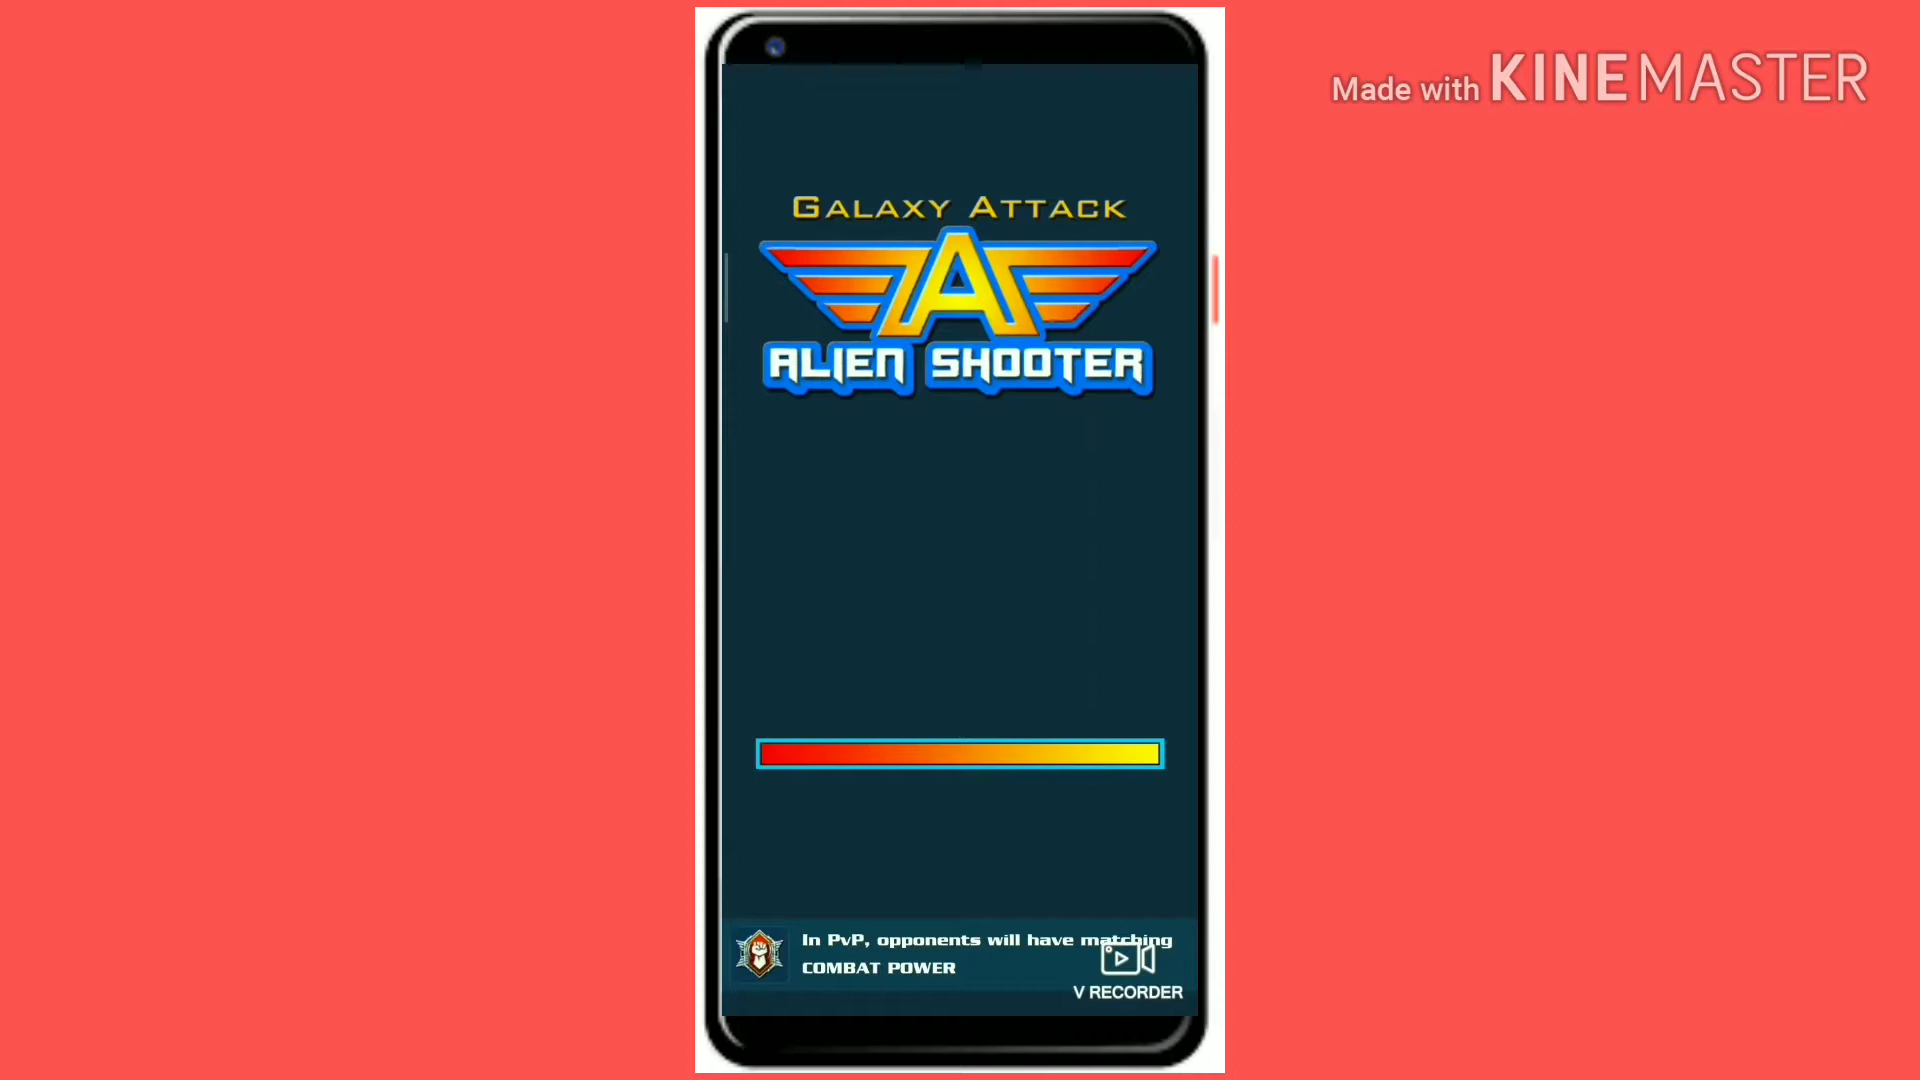 Made with KINEMASTER
GALAXY ATTACK
A
ALIEN SHOOTER
In PvP, opponents will have matching
COMBAT POWER
V RECORDER